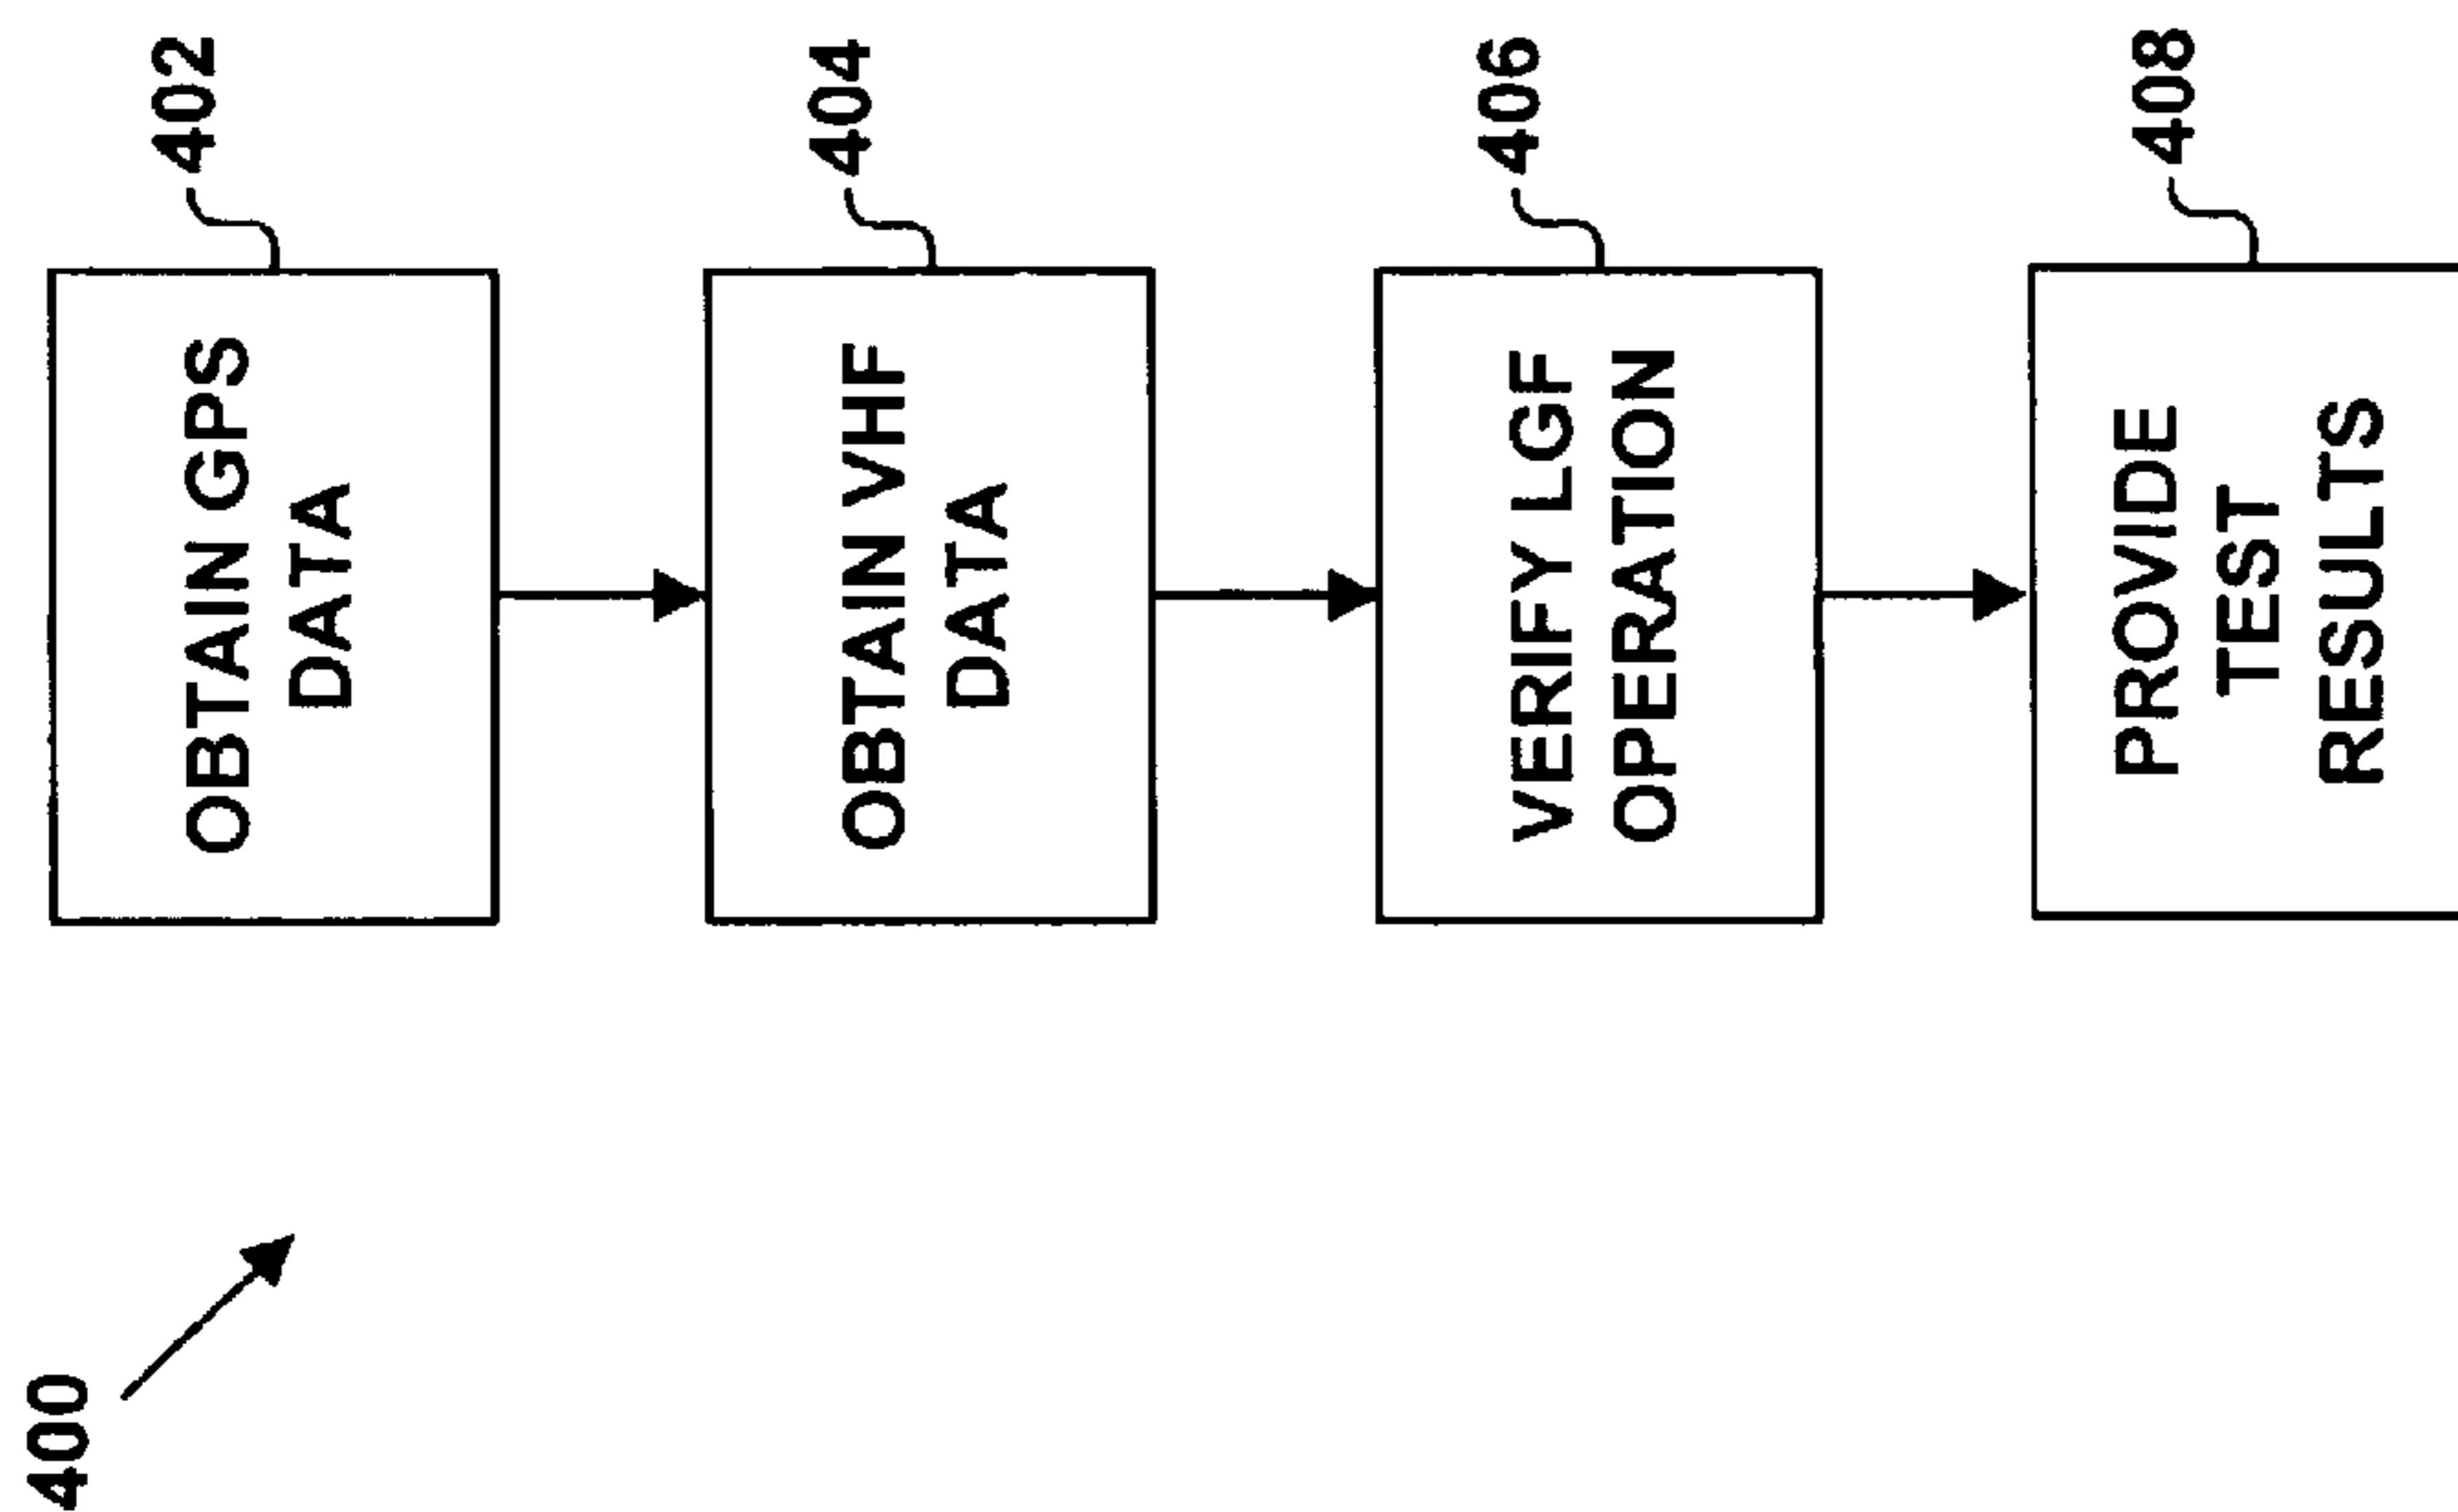 400
402
OBTAIN GPS
DATA
404
OBTAIN VHF
DATA
406
VERIFY LGF
OPERATION
408
PROVIDE
TEST
RESULTS